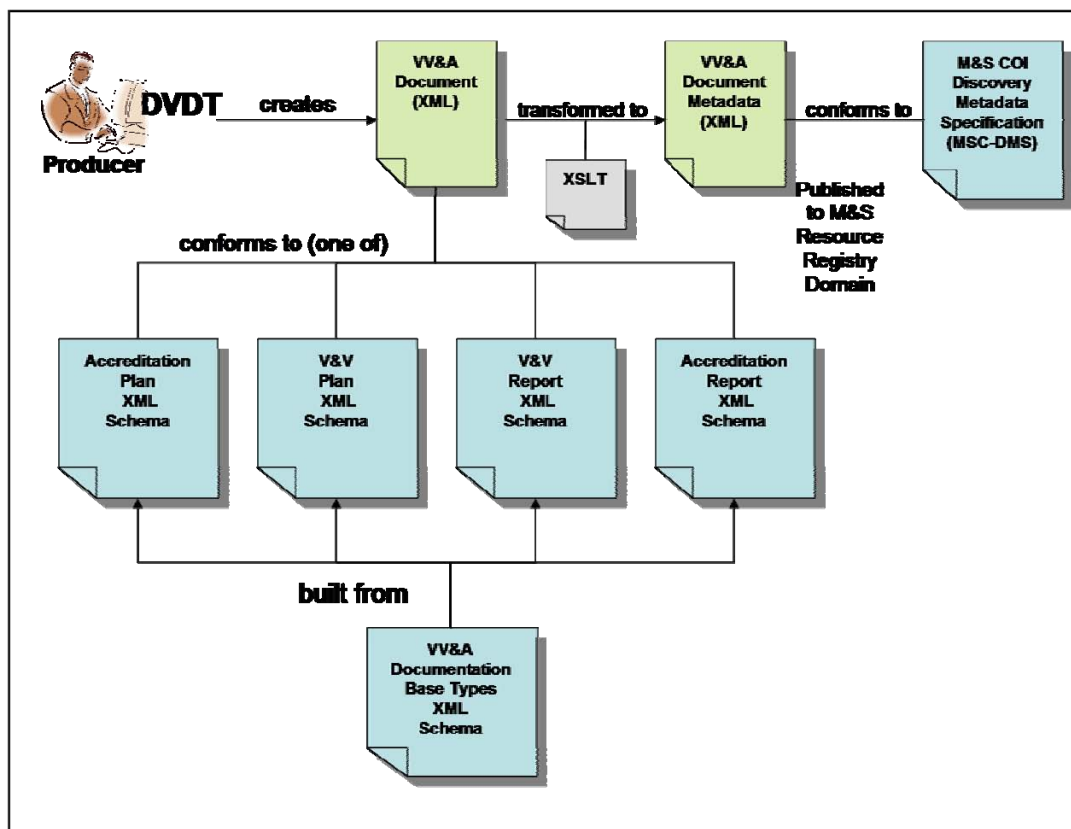 DVDT
Producer
creates
VV&A
Document
(XML)
transformed to
XSLT
VV&A
Document
Metadata
(XML)
conforms to
M&S COI
Discovery
Metadata
Specification
(MSC-DMS)
Published
to M&S
Resource
Registry
Domain
conforms to (one of)
Accreditation
Plan
XML
Schema
V&V
Plan
XML
Schema
V&V
Report
XML
Schema
Accreditation
Report
XML
Schema
built from
VV&A
Documentation
Base Types
XML
Schema